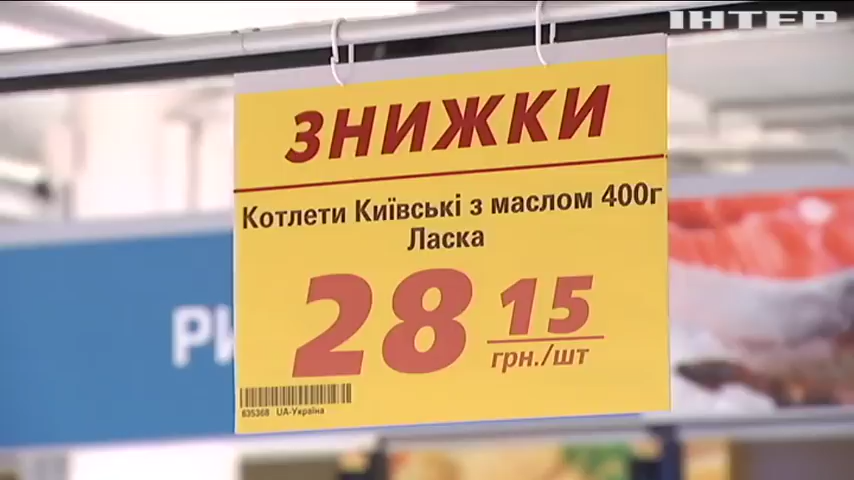 ІНТЕР
ЗНИЖКИ
Котлети Київські з маслом 400г
Ласка
28 15
грн./шт
635368 UA-Україна